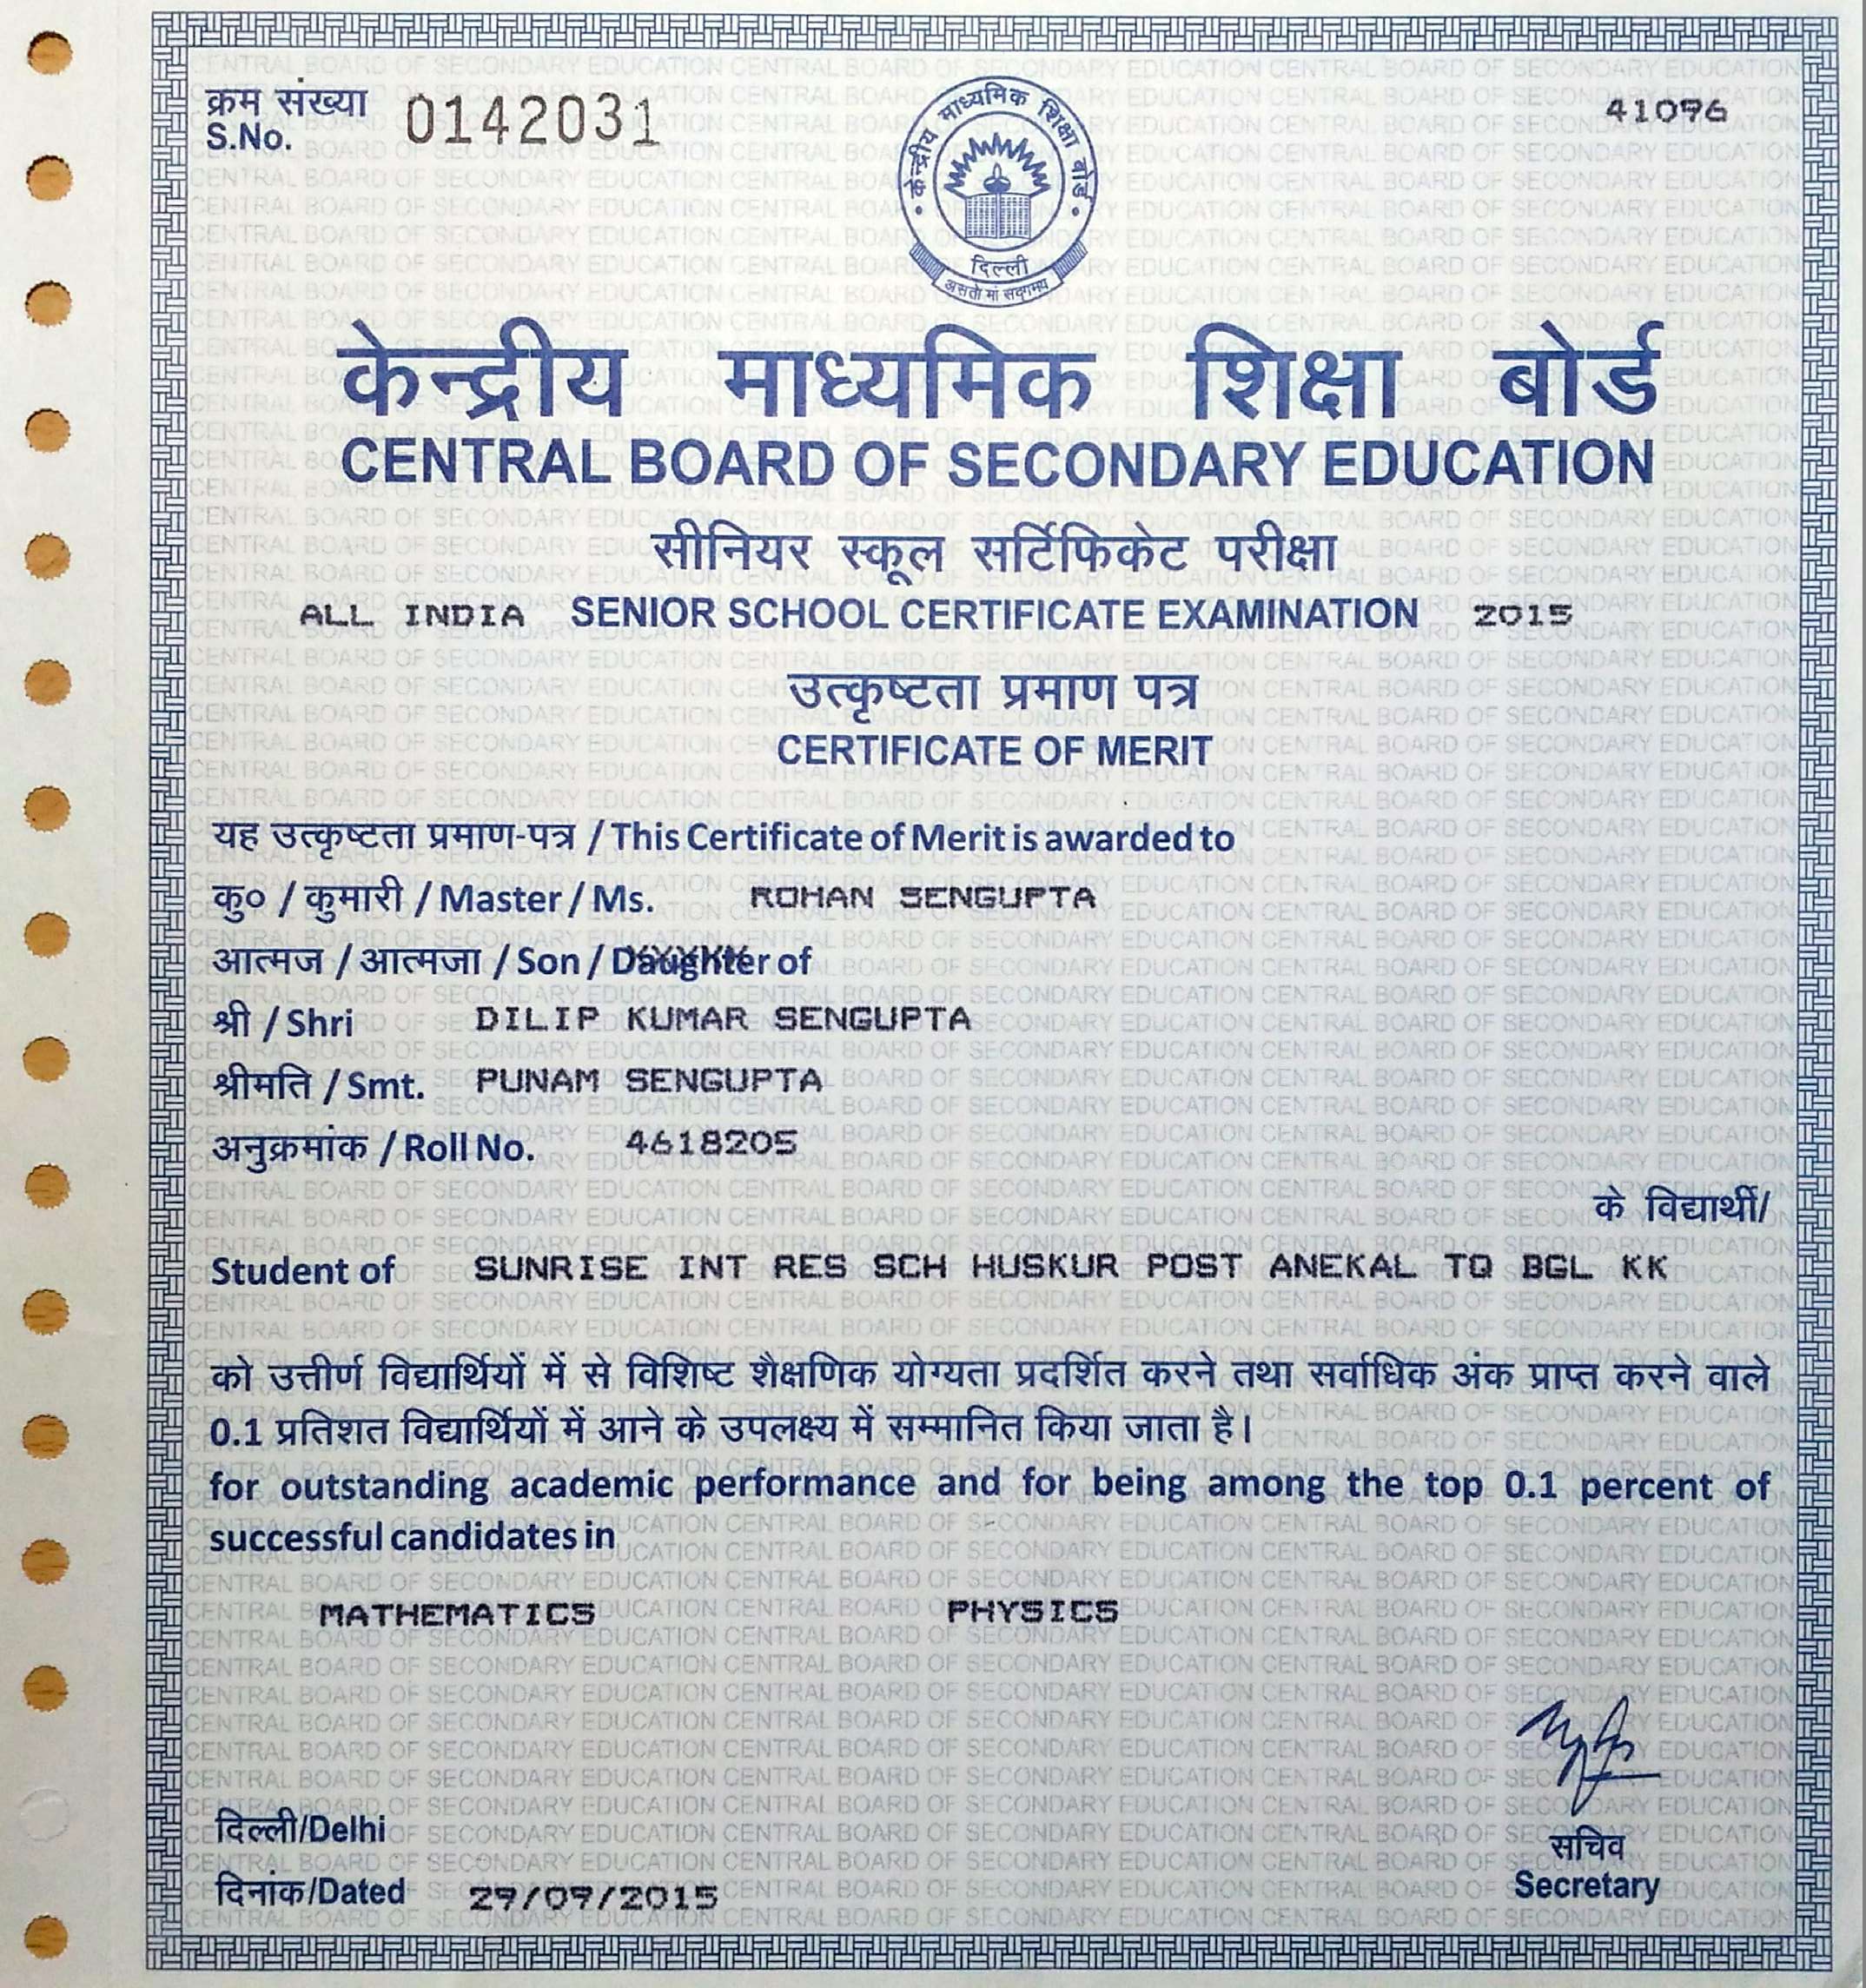 क्रम संख्या
S.No. 0142031
41096
केन्द्रीय माध्यमिक शिक्षा बोर्ड
दिल्ली
असतो मा सद्गमय
केन्द्रीय माध्यमिक शिक्षा बोर्ड
CENTRAL BOARD OF SECONDARY EDUCATION
सीनियर स्कूल सर्टिफिकेट परीक्षा
ALL INDIA SENIOR SCHOOL CERTIFICATE EXAMINATION 2015
उत्कृष्टता प्रमाण पत्र
CERTIFICATE OF MERIT
यह उत्कृष्टता प्रमाण-पत्र / This Certificate of Merit is awarded to
कु० / कुमारी / Master / Ms. ROHAN SENGUPTA
आत्मज / आत्मजा / Son / Daughter of
श्री / Shri DILIP KUMAR SENGUPTA
श्रीमति / Smt. PUNAM SENGUPTA
अनुक्रमांक / Roll No. 4618205
के विद्यार्थी/
Student of SUNRISE INT RES SCH HUSKUR POST ANEKAL TQ BGL KK
को उत्तीर्ण विद्यार्थियों में से विशिष्ट शैक्षणिक योग्यता प्रदर्शित करने तथा सर्वाधिक अंक प्राप्त करने वाले
0.1 प्रतिशत विद्यार्थियों में आने के उपलक्ष्य में सम्मानित किया जाता है।
for outstanding academic performance and for being among the top 0.1 percent of
successful candidates in
MATHEMATICS PHYSICS
दिल्ली/Delhi
सचिव
Secretary
दिनांक/Dated 29/09/2015